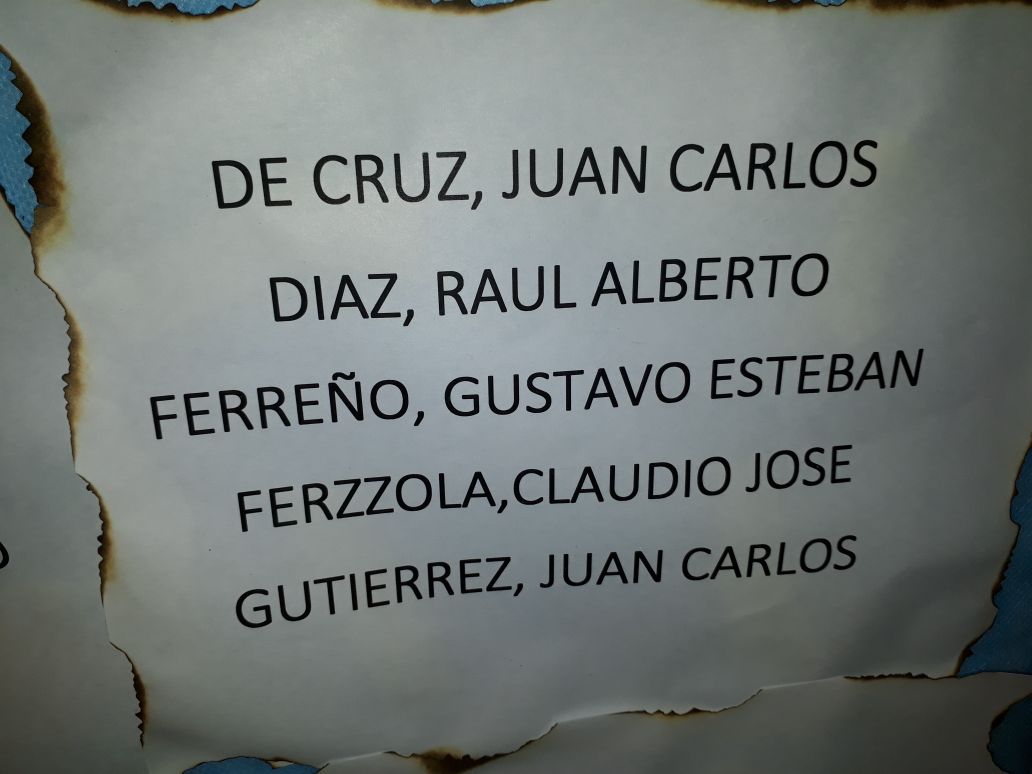 DE CRUZ, JUAN CARLOS
DIAZ, RAUL ALBERTO
FERREÑO, GUSTAVO ESTEBAN
FERZZOLA,CLAUDIO JOSE
GUTIERREZ, JUAN CARLOS